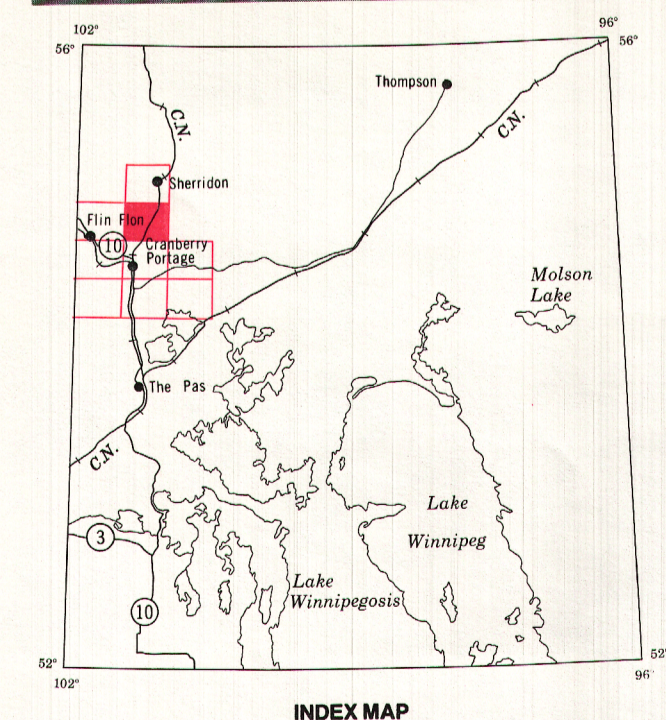 102°
96°
56°
56°
Thompson
C.N.
C.N.
Sherridon
Flin Flon
10
Cranberry
Portage
Molson
Lake
The Pas
C.N.
Lake
Winnipeg
3
Lake
Winnipegosis
10
52°
52°
102°
96°
INDEX MAP